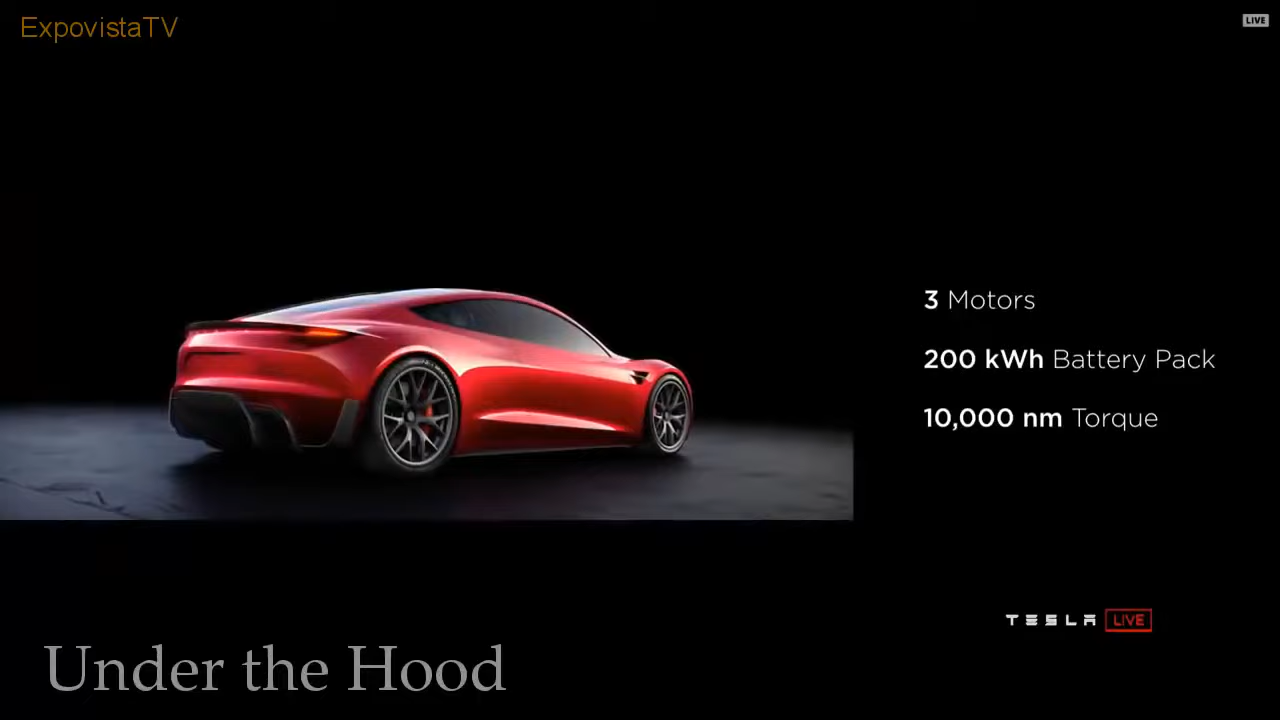 ExpovistaTV
LIVE
3 Motors
200 kWh Battery Pack
10,000 nm Torque
TESLA LIVE
Under the Hood